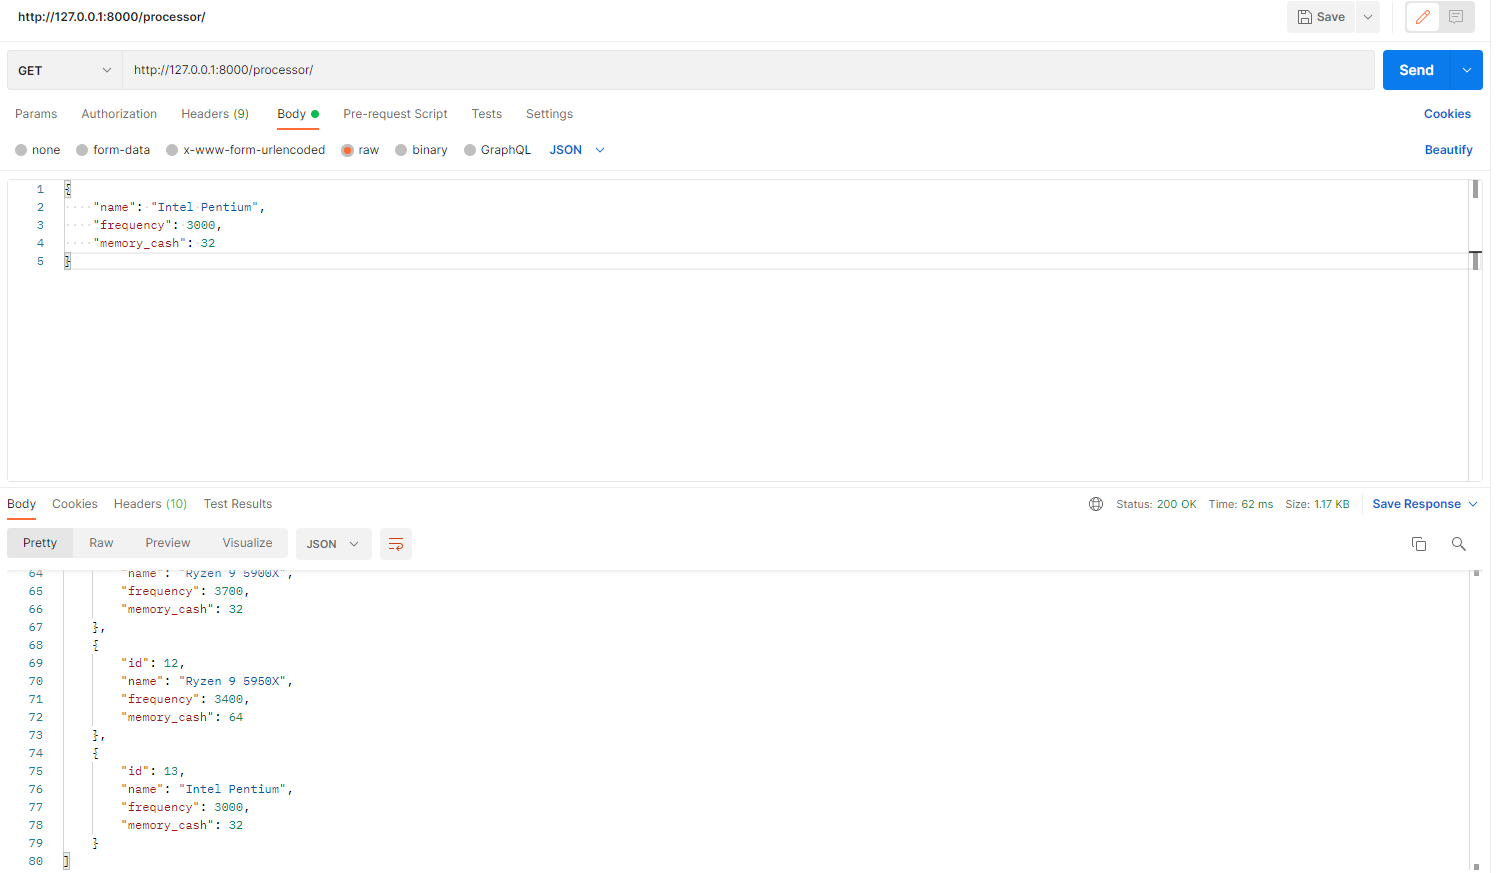 http://127.0.0.1:8000/processor/ Save
GET http://127.0.0.1:8000/processor/ Send
Params Authorization Headers (9) Body Pre-request Script Tests Settings Cookies
none form-data x-www-form-urlencoded raw binary GraphQL JSON Beautify
1 {
2 "name": "Intel Pentium",
3 "frequency": 3000,
4 "memory_cash": 32
5 }
Body Cookies Headers (10) Test Results Status: 200 OK Time: 62 ms Size: 1.17 KB Save Response
Pretty Raw Preview Visualize JSON
64 "name": "Ryzen 9 5900X",
65 "frequency": 3700,
66 "memory_cash": 32
67 },
68 {
69 "id": 12,
70 "name": "Ryzen 9 5950X",
71 "frequency": 3400,
72 "memory_cash": 64
73 },
74 {
75 "id": 13,
76 "name": "Intel Pentium",
77 "frequency": 3000,
78 "memory_cash": 32
79 }
80 ]